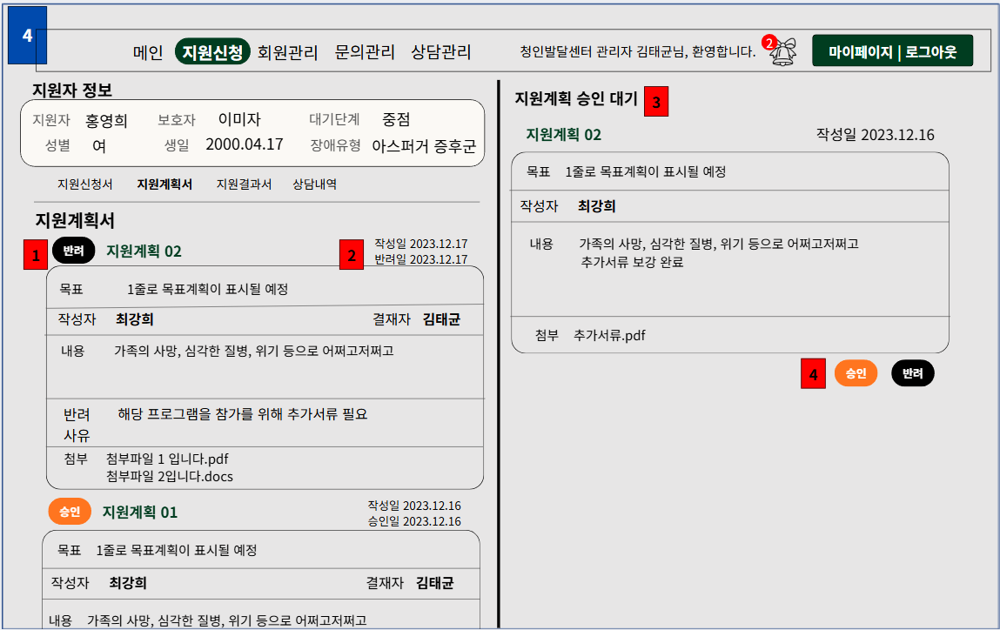 4
메인 지원신청 회원관리 문의관리 상담관리 청인발달센터 관리자 김태균님, 환영합니다. 2 마이페이지 | 로그아웃
지원자 정보
지원자 홍영희 보호자 이미자 대기단계 중점
성별 여 생일 2000.04.17 장애유형 아스퍼거 증후군
지원신청서 지원계획서 지원결과서 상담내역
지원계획서
1 반려 지원계획 02 2 작성일 2023.12.17
반려일 2023.12.17
목표 1줄로 목표계획이 표시될 예정
작성자 최강희 결재자 김태균
내용 가족의 사망, 심각한 질병, 위기 등으로 어쩌고저쩌고
반려 해당 프로그램을 참가를 위해 추가서류 필요
사유
첨부 첨부파일 1 입니다.pdf
첨부파일 2입니다.docs
승인 지원계획 01 작성일 2023.12.16
승인일 2023.12.16
목표 1줄로 목표계획이 표시될 예정
작성자 최강희 결재자 김태균
내용 가족의 사망, 심각한 질병, 위기 등으로 어쩌고저쩌고
지원계획 승인 대기 3
지원계획 02 작성일 2023.12.16
목표 1줄로 목표계획이 표시될 예정
작성자 최강희
내용 가족의 사망, 심각한 질병, 위기 등으로 어쩌고저쩌고
추가서류 보강 완료
첨부 추가서류.pdf
4 승인 반려